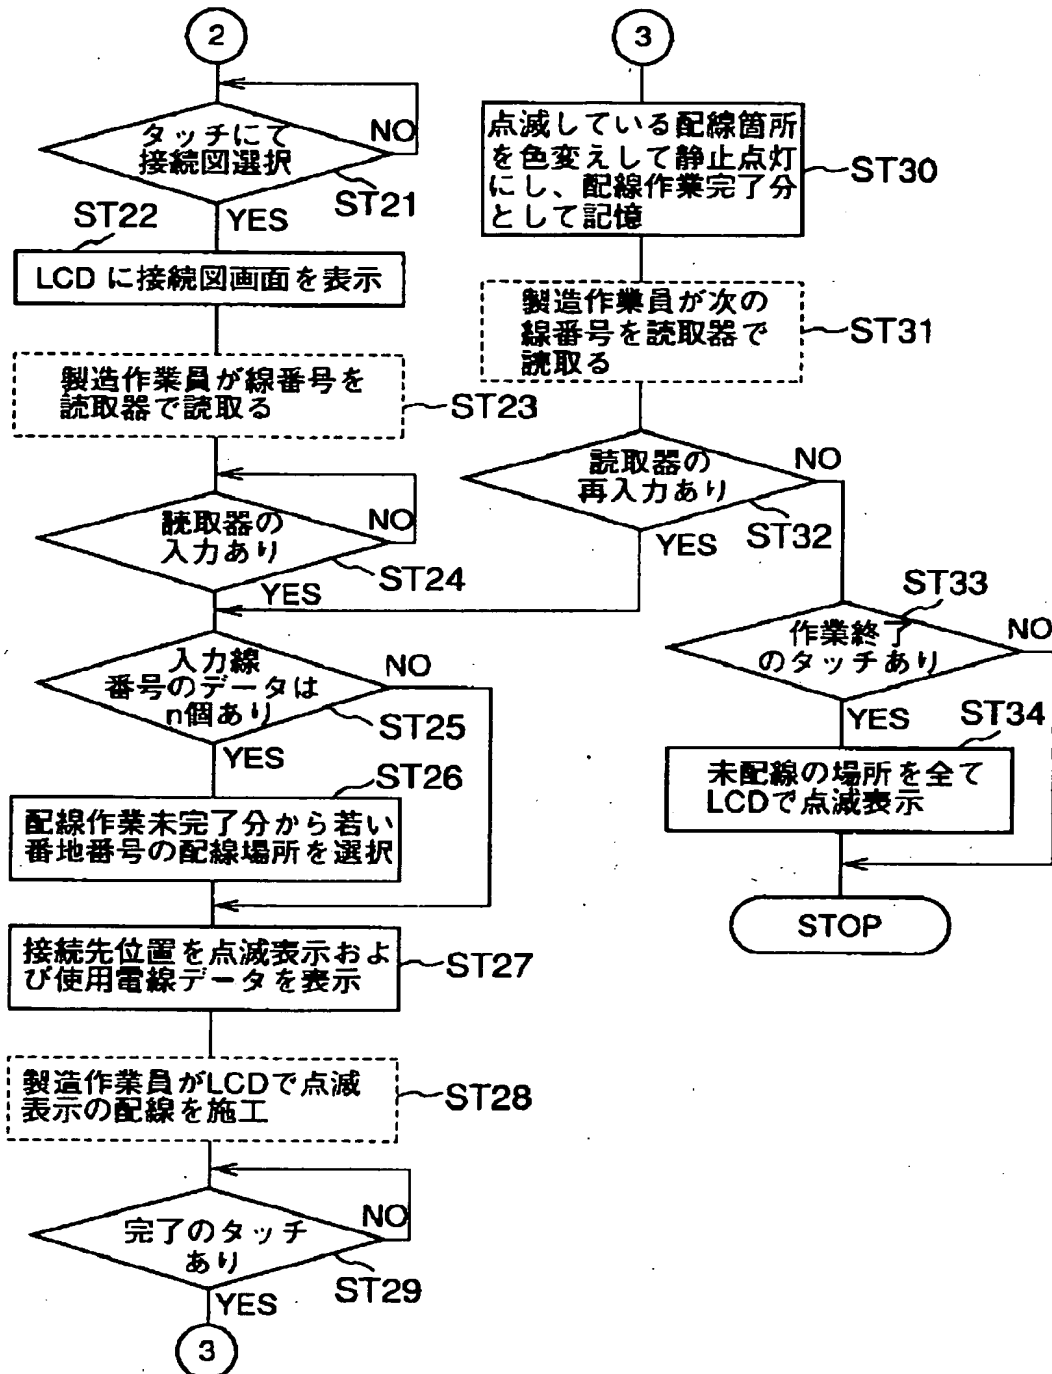 2
タッチにて
接続図選択
NO
ST21
YES
ST22
LCDに接続図画面を表示
製造作業員が線番号を
読取器で読取る
ST23
読取器の
入力あり
NO
ST24
YES
入力線
番号のデータは
n個あり
NO
ST25
YES
ST26
配線作業未完了分から若い
番地番号の配線場所を選択
接続先位置を点滅表示およ
び使用電線データを表示
ST27
製造作業員がLCDで点滅
表示の配線を施工
ST28
完了のタッチ
あり
NO
ST29
YES
3
3
点滅している配線箇所
を色変えして静止点灯
にし、配線作業完了分
として記憶
ST30
製造作業員が次の
線番号を読取器で
読取る
ST31
読取器の
再入力あり
NO
ST32
YES
ST33
作業終了
のタッチあり
NO
YES
ST34
未配線の場所を全て
LCDで点滅表示
STOP